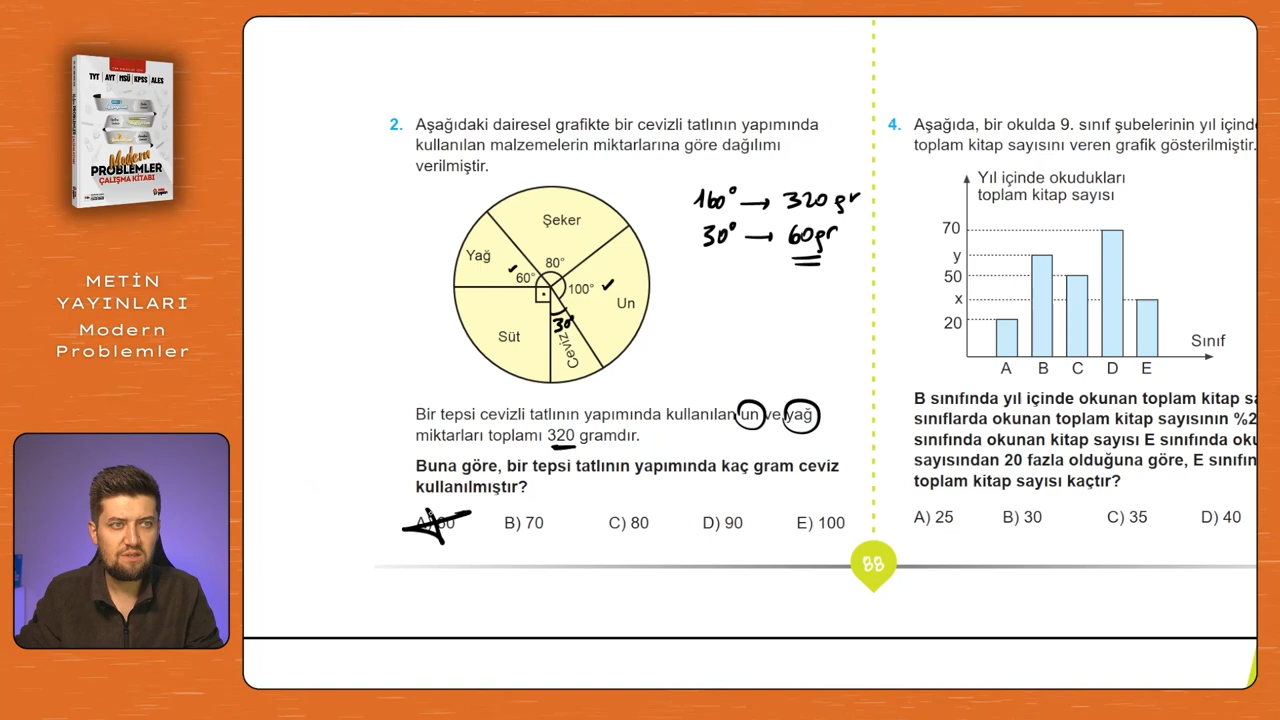 TYT | AYT | MSÜ | KPSS | ALES
Modern
PROBLEMLER
ÇALIŞMA KİTABI
METİN
YAYINLARI
Modern
Problemler
2. Aşağıdaki dairesel grafikte bir cevizli tatlının yapımında
kullanılan malzemelerin miktarlarına göre dağılımı
verilmiştir.
Şeker
Yağ
80°
60°
100°
Un
30°
Süt
Ceviz
160° → 320 gr
30° → 60gr
Bir tepsi cevizli tatlının yapımında kullanılan un ve yağ
miktarları toplamı 320 gramdır.
Buna göre, bir tepsi tatlının yapımında kaç gram ceviz
kullanılmıştır?
A) 60 B) 70 C) 80 D) 90 E) 100
4. Aşağıda, bir okulda 9. sınıf şubelerinin yıl içinde
toplam kitap sayısını veren grafik gösterilmiştir.
Yıl içinde okudukları
toplam kitap sayısı
70
y
50
x
20
Sınıf
A B C D E
B sınıfında yıl içinde okunan toplam kitap sa
sınıflarda okunan toplam kitap sayısının %2
sınıfında okunan kitap sayısı E sınıfında oku
sayısından 20 fazla olduğuna göre, E sınıfın
toplam kitap sayısı kaçtır?
A) 25 B) 30 C) 35 D) 40
88